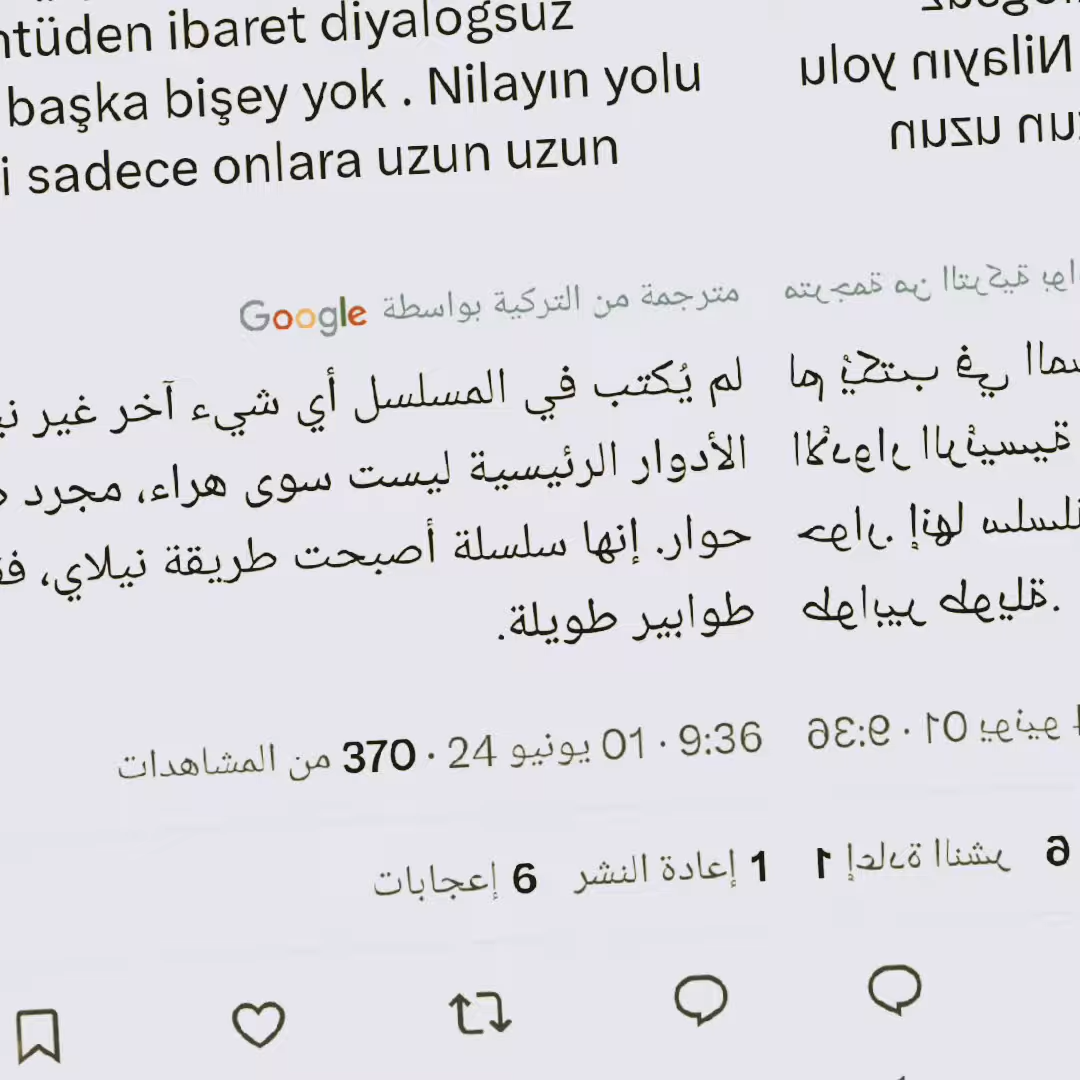 diyalogsuz ibaret
başka bişey yok . Nilayın yolu
sadece onlara uzun uzun
مترجمة من التركية بواسطة Google
لم يُكتب في المسلسل أي شيء آخر غير
الأدوار الرئيسية ليست سوى هراء، مجرد
حوار. إنها سلسلة أصبحت طريقة نيلاي،
طوابير طويلة.
9:36 · 01 يونيو 24 · 370 من المشاهدات
1 إعادة النشر 6 إعجابات